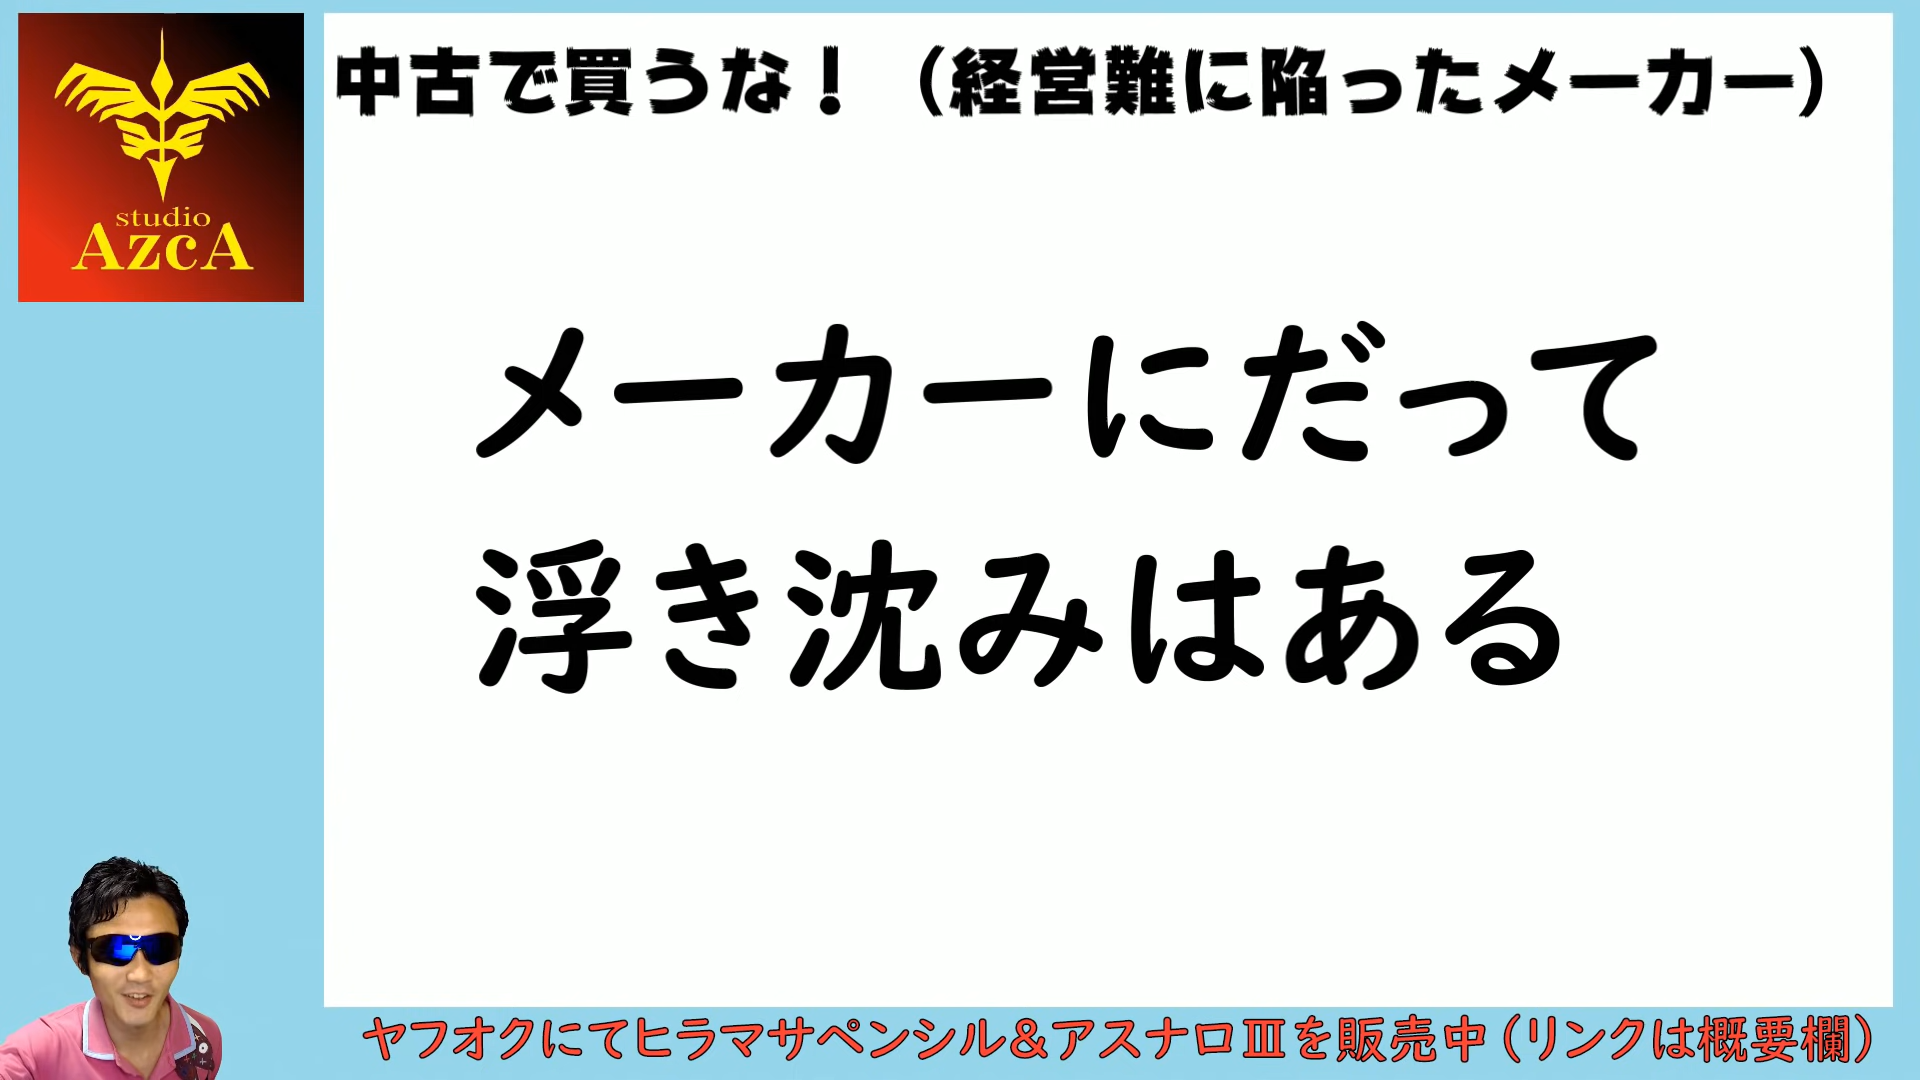 中古で買うな！（経営難に陥ったメーカー）
studio
AzcA
メーカーにだって
浮き沈みはある
ヤフオクにてヒラマサペンシル＆アスナロⅢを販売中（リンクは概要欄）